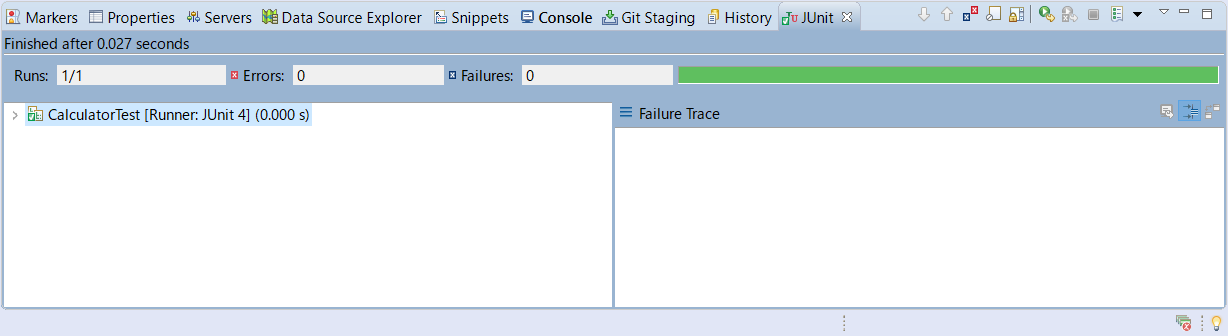 Markers Properties Servers Data Source Explorer Snippets Console Git Staging History JUnit
Finished after 0.027 seconds
Runs: 1/1 Errors: 0 Failures: 0
CalculatorTest [Runner: JUnit 4] (0.000 s)
Failure Trace